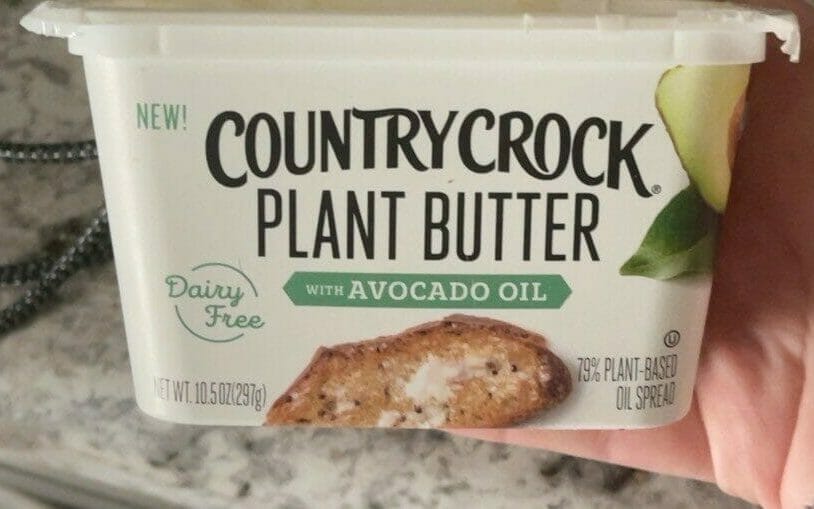 NEW!
COUNTRY CROCK®
PLANT BUTTER
WITH AVOCADO OIL
Dairy
Free
U
79% PLANT-BASED
OIL SPREAD
NET WT. 10.5 OZ (297g)